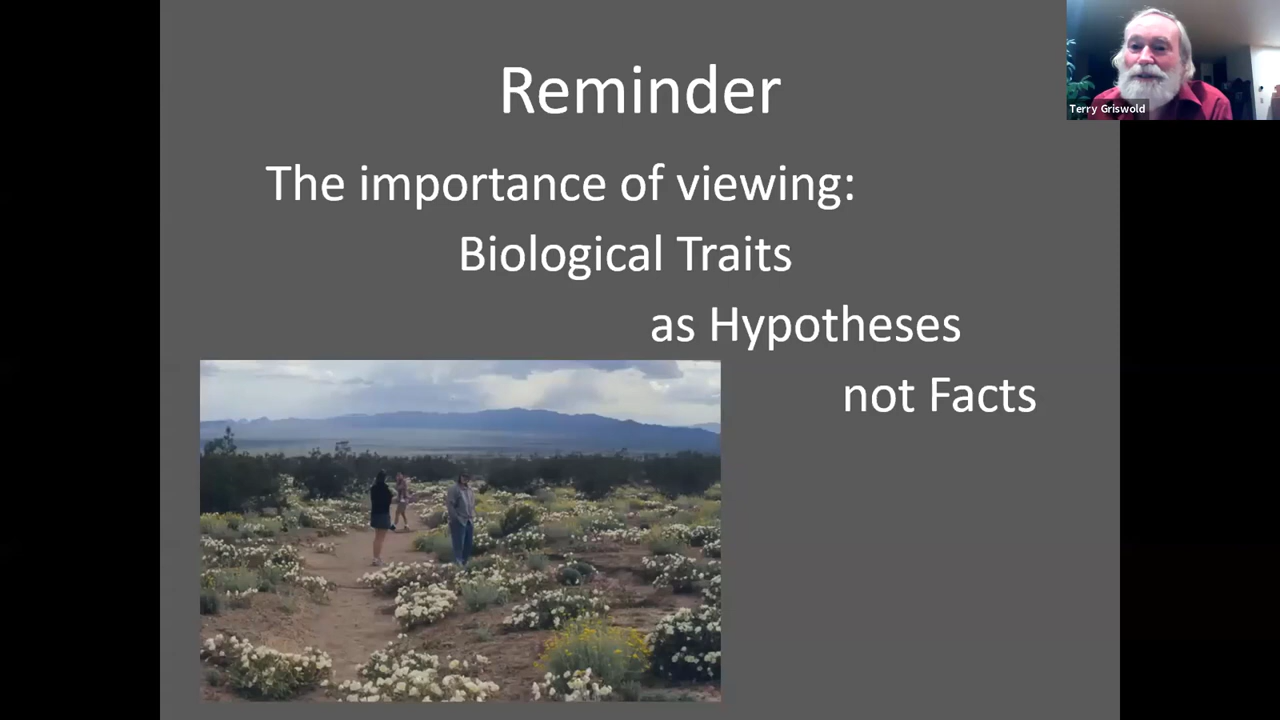 Reminder
Terry Griswold
The importance of viewing:
Biological Traits
as Hypotheses
not Facts